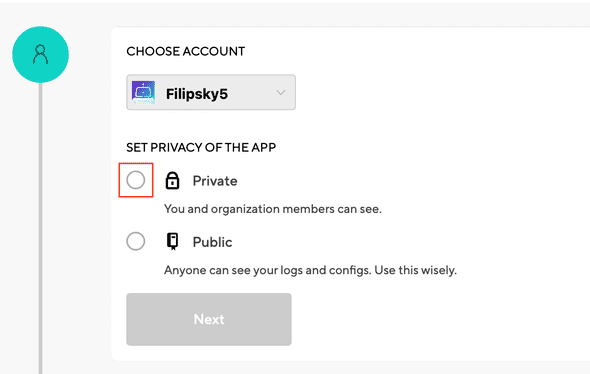 CHOOSE ACCOUNT
Filipsky5
SET PRIVACY OF THE APP
Private
You and organization members can see.
Public
Anyone can see your logs and configs. Use this wisely.
Next